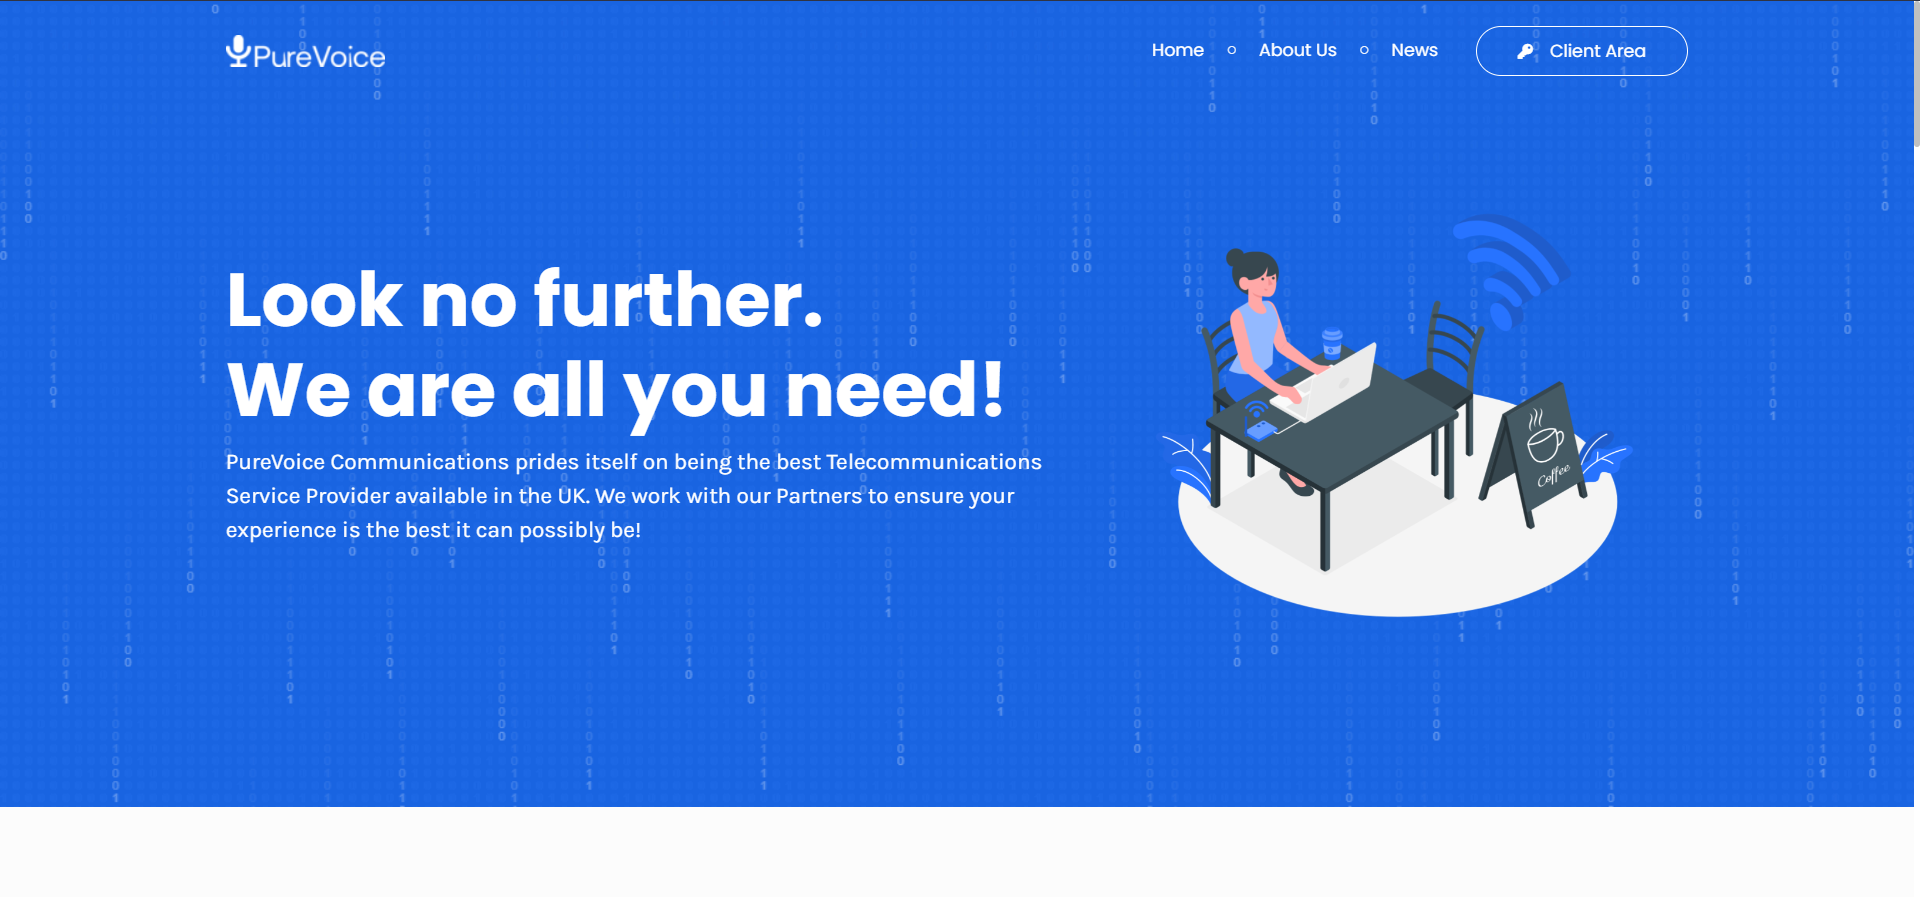 PureVoice
Home
About Us
News
Client Area
Look no further.
We are all you need!
PureVoice Communications prides itself on being the best Telecommunications
Service Provider available in the UK. We work with our Partners to ensure your
experience is the best it can possibly be!
Coffee